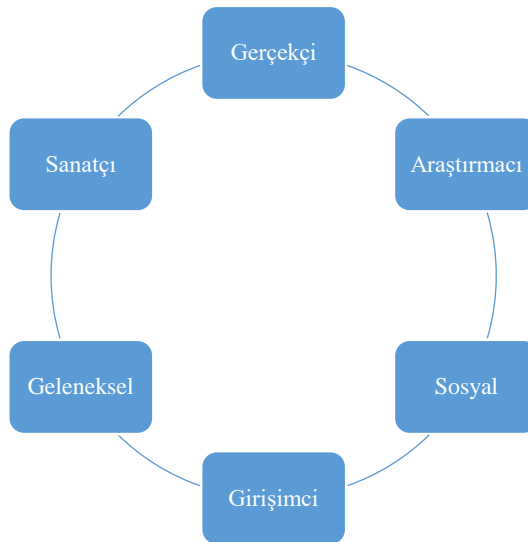 Gerçekçi
Araştırmacı
Sosyal
Girişimci
Geleneksel
Sanatçı